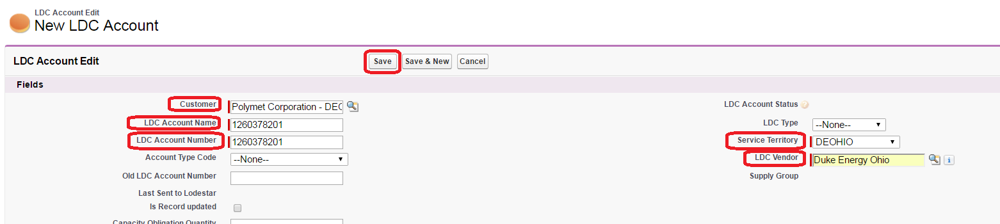 LDC Account Edit
New LDC Account
LDC Account Edit
Save
Save & New
Cancel
Fields
Customer
Polymet Corporation - DEO
LDC Account Status
LDC Account Name
1260378201
LDC Type
--None--
LDC Account Number
1260378201
Service Territory
DEOHIO
Account Type Code
--None--
LDC Vendor
Duke Energy Ohio
Old LDC Account Number
Supply Group
Last Sent to Lodestar
Is Record updated
Capacity Obligation Quantity